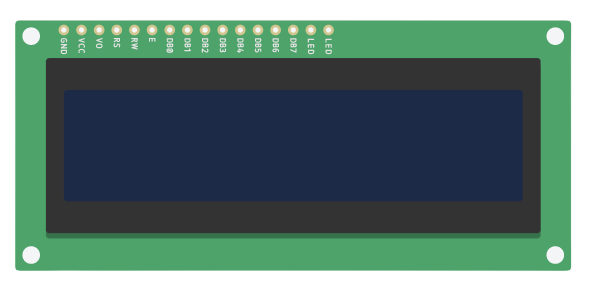 GND VCC VO RS RW E DB0 DB1 DB2 DB3 DB4 DB5 DB6 DB7 LED LED